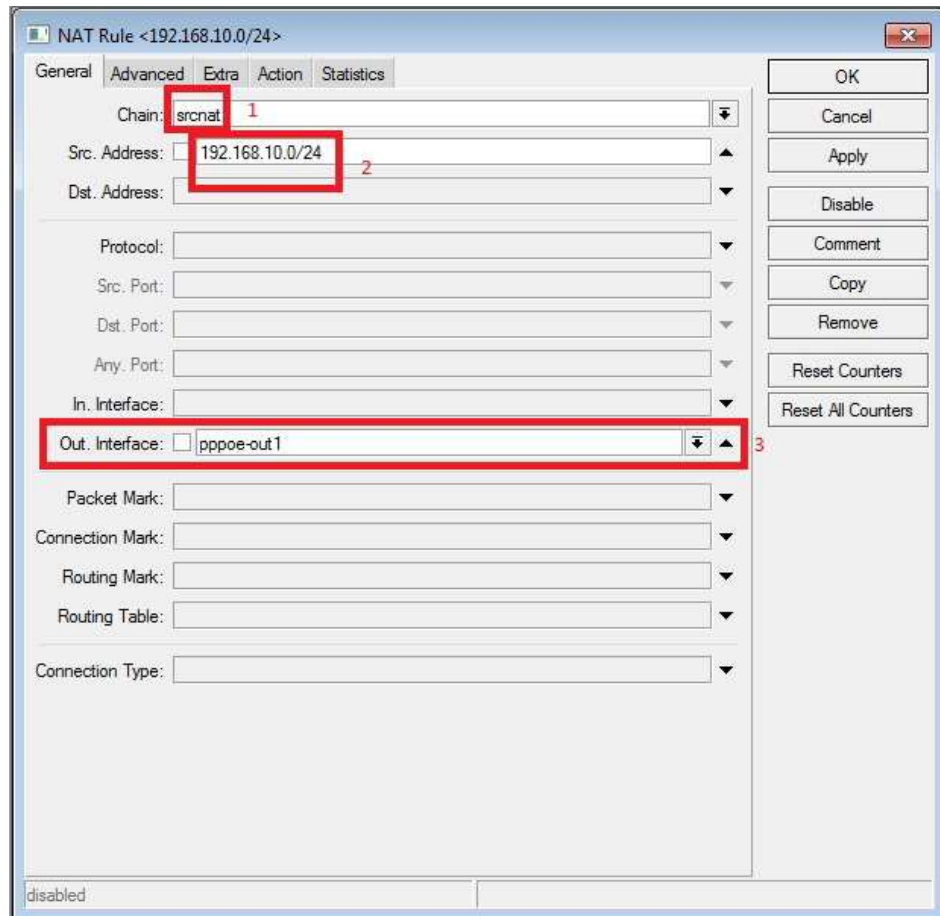 NAT Rule <192.168.10.0/24>
General Advanced Extra Action Statistics
Chain: srcnat 1
Src. Address: 192.168.10.0/24 2
Dst. Address:
Protocol:
Src. Port:
Dst. Port:
Any. Port:
In. Interface:
Out. Interface: pppoe-out1 3
Packet Mark:
Connection Mark:
Routing Mark:
Routing Table:
Connection Type:
OK
Cancel
Apply
Disable
Comment
Copy
Remove
Reset Counters
Reset All Counters
disabled